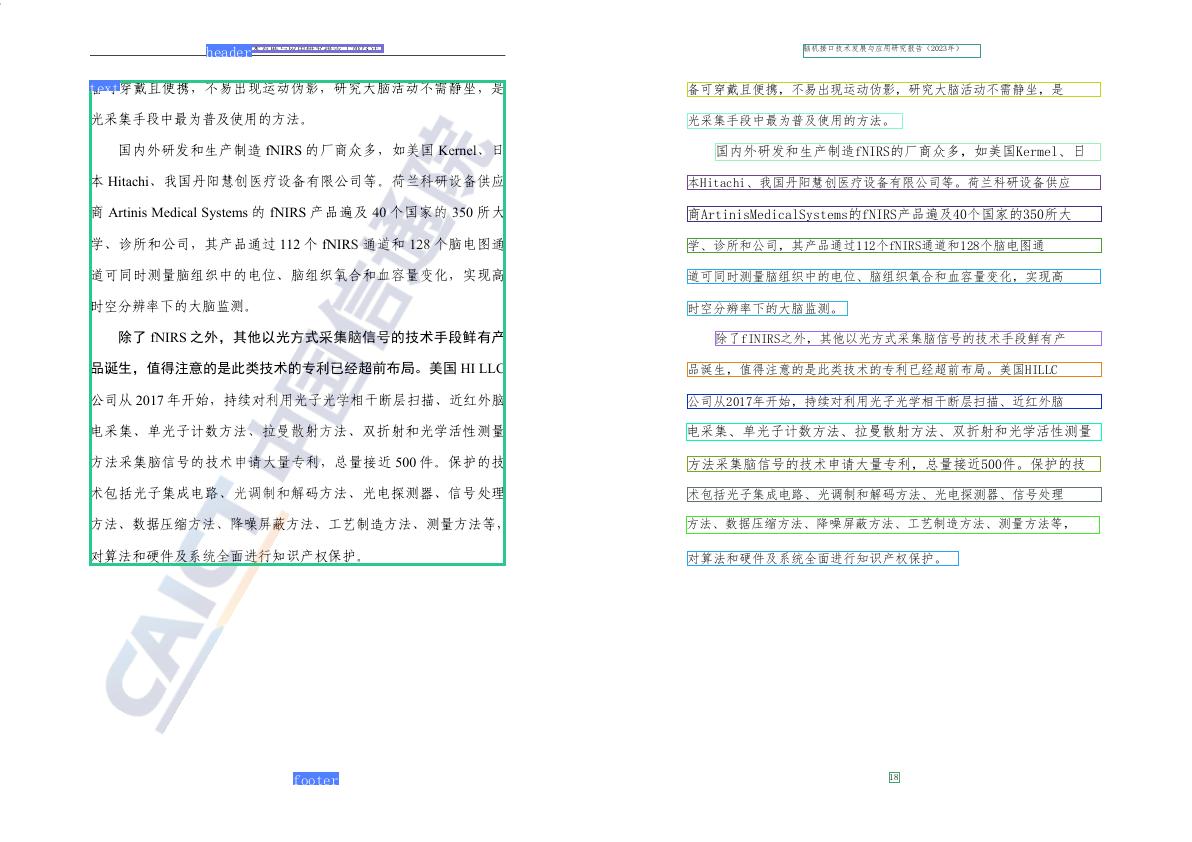 header
text
穿戴且便携，不易出现运动伪影，研究大脑活动不需静坐，是
光采集手段中最为普及使用的方法。
国内外研发和生产制造 fNIRS 的厂商众多，如美国 Kernel、日
本 Hitachi、我国丹阳慧创医疗设备有限公司等。荷兰科研设备供应
商 Artinis Medical Systems 的 fNIRS 产品遍及 40 个国家的 350 所大
学、诊所和公司，其产品通过 112 个 fNIRS 通道和 128 个脑电图通
道可同时测量脑组织中的电位、脑组织氧合和血容量变化，实现高
时空分辨率下的大脑监测。
除了 fNIRS 之外，其他以光方式采集脑信号的技术手段鲜有产
品诞生，值得注意的是此类技术的专利已经超前布局。美国 HI LLC
公司从 2017 年开始，持续对利用光子光学相干断层扫描、近红外脑
电采集、单光子计数方法、拉曼散射方法、双折射和光学活性测量
方法采集脑信号的技术申请大量专利，总量接近 500 件。保护的技
术包括光子集成电路、光调制和解码方法、光电探测器、信号处理
方法、数据压缩方法、降噪屏蔽方法、工艺制造方法、测量方法等，
对算法和硬件及系统全面进行知识产权保护。
CAICT 中国信通院
footer
脑机接口技术发展与应用研究报告（2023年）
备可穿戴且便携，不易出现运动伪影，研究大脑活动不需静坐，是
光采集手段中最为普及使用的方法。
国内外研发和生产制造fNIRS的厂商众多，如美国Kernel、日
本Hitachi、我国丹阳慧创医疗设备有限公司等。荷兰科研设备供应
商ArtinisMedicalSystems的fNIRS产品遍及40个国家的350所大
学、诊所和公司，其产品通过112个fNIRS通道和128个脑电图通
道可同时测量脑组织中的电位、脑组织氧合和血容量变化，实现高
时空分辨率下的大脑监测。
除了fINIRS之外，其他以光方式采集脑信号的技术手段鲜有产
品诞生，值得注意的是此类技术的专利已经超前布局。美国HILLC
公司从2017年开始，持续对利用光子光学相干断层扫描、近红外脑
电采集、单光子计数方法、拉曼散射方法、双折射和光学活性测量
方法采集脑信号的技术申请大量专利，总量接近500件。保护的技
术包括光子集成电路、光调制和解码方法、光电探测器、信号处理
方法、数据压缩方法、降噪屏蔽方法、工艺制造方法、测量方法等，
对算法和硬件及系统全面进行知识产权保护。
18